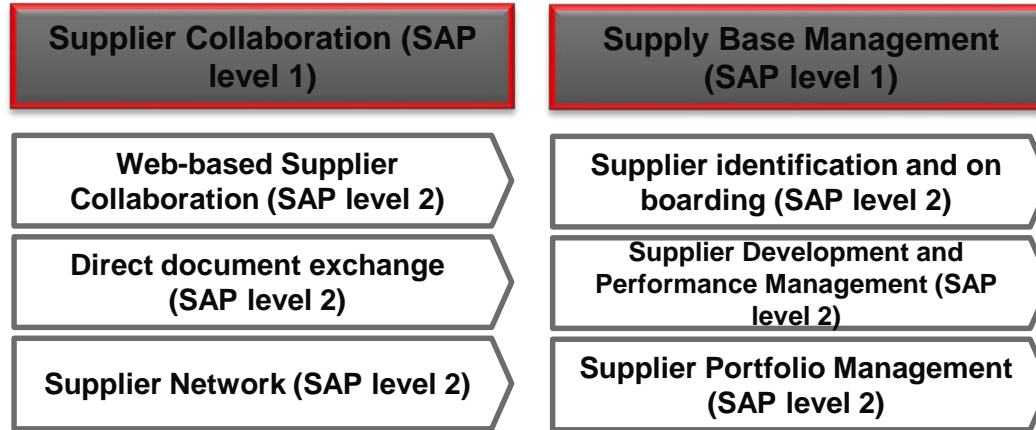 Supplier Collaboration (SAP
level 1)
Web-based Supplier
Collaboration (SAP level 2)
Direct document exchange
(SAP level 2)
Supplier Network (SAP level 2)
Supply Base Management
(SAP level 1)
Supplier identification and on
boarding (SAP level 2)
Supplier Development and
Performance Management (SAP
level 2)
Supplier Portfolio Management
(SAP level 2)